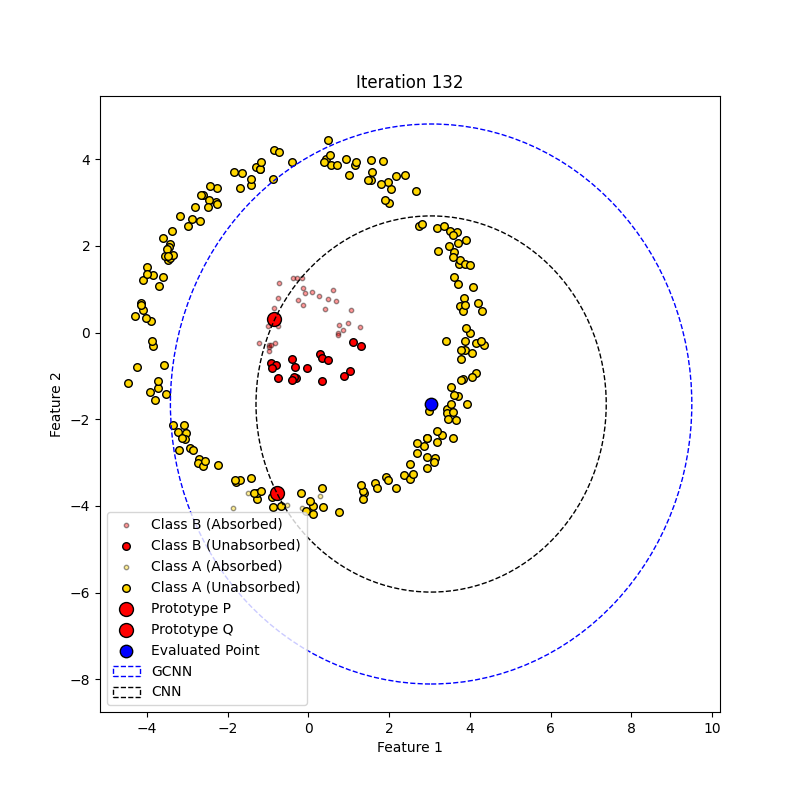 Iteration 132
Feature 2
4
2
0
−2
−4
−6
−8
Class B (Absorbed)
Class B (Unabsorbed)
Class A (Absorbed)
Class A (Unabsorbed)
Prototype P
Prototype Q
Evaluated Point
GCNN
CNN
−4 −2 0 2 4 6 8 10
Feature 1